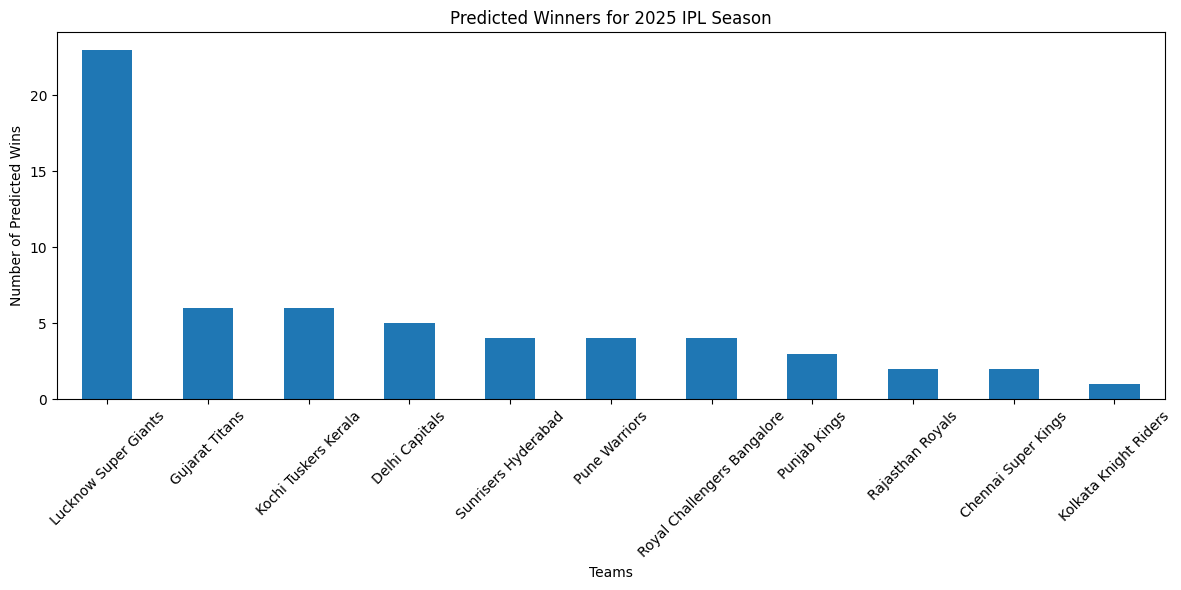 Predicted Winners for 2025 IPL Season
Number of Predicted Wins
20
15
10
5
0
Lucknow Super Giants
Gujarat Titans
Kochi Tuskers Kerala
Delhi Capitals
Sunrisers Hyderabad
Pune Warriors
Royal Challengers Bangalore
Punjab Kings
Rajasthan Royals
Chennai Super Kings
Kolkata Knight Riders
Teams